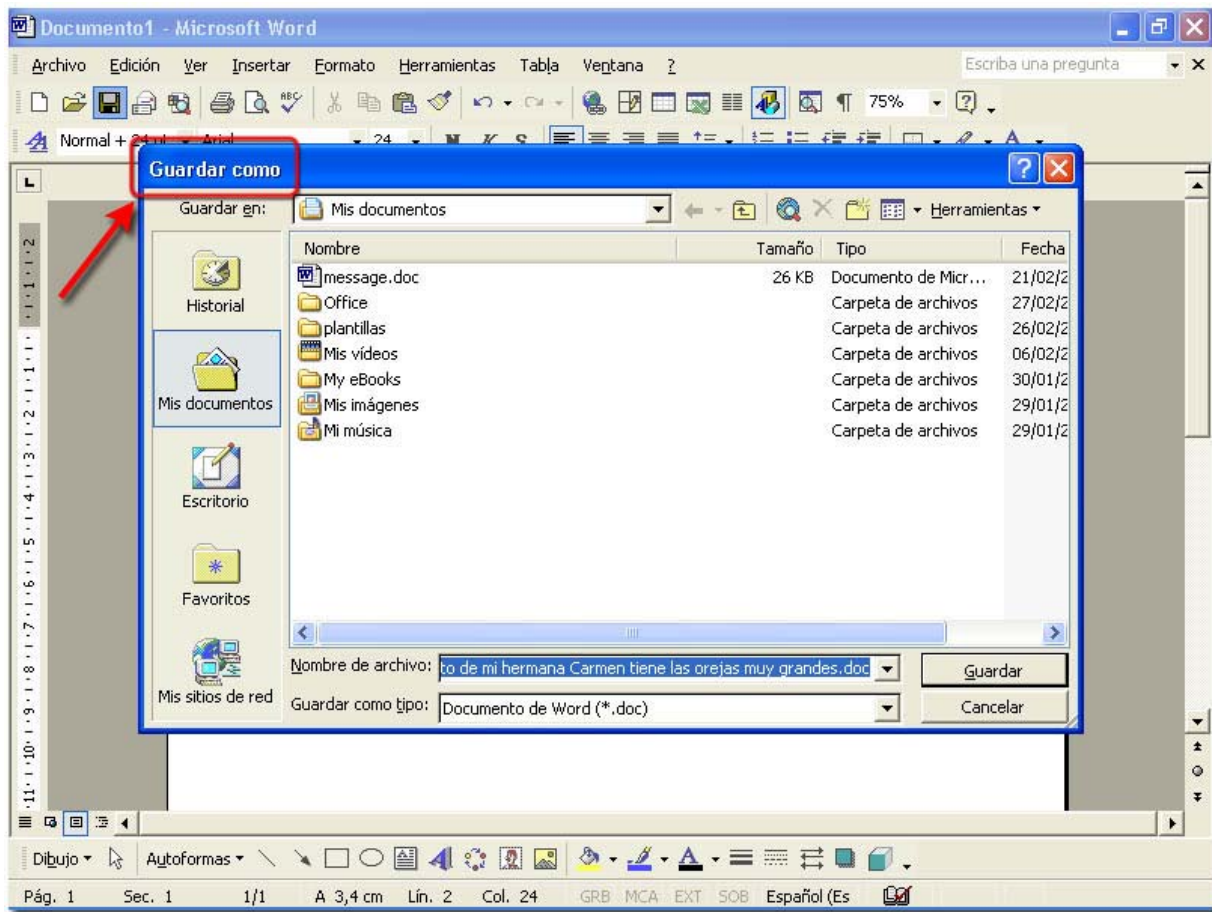 Documento1 - Microsoft Word
Archivo Edición Ver Insertar Formato Herramientas Tabla Ventana ? Escriba una pregunta
75%
Normal + 24 pt Arial 24 N K S
Guardar como
Guardar en: Mis documentos Herramientas
Nombre Tamaño Tipo Fecha
message.doc 26 KB Documento de Micr... 21/02/2
Office Carpeta de archivos 27/02/2
plantillas Carpeta de archivos 26/02/2
Mis vídeos Carpeta de archivos 06/02/2
My eBooks Carpeta de archivos 30/01/2
Mis imágenes Carpeta de archivos 29/01/2
Mi música Carpeta de archivos 29/01/2
Historial
Mis documentos
Escritorio
Favoritos
Mis sitios de red
Nombre de archivo: to de mi hermana Carmen tiene las orejas muy grandes.doc Guardar
Guardar como tipo: Documento de Word (*.doc) Cancelar
Dibujo Autoformas
Pág. 1 Sec. 1 1/1 A 3,4 cm Lín. 2 Col. 24 GRB MCA EXT SOB Español (Es